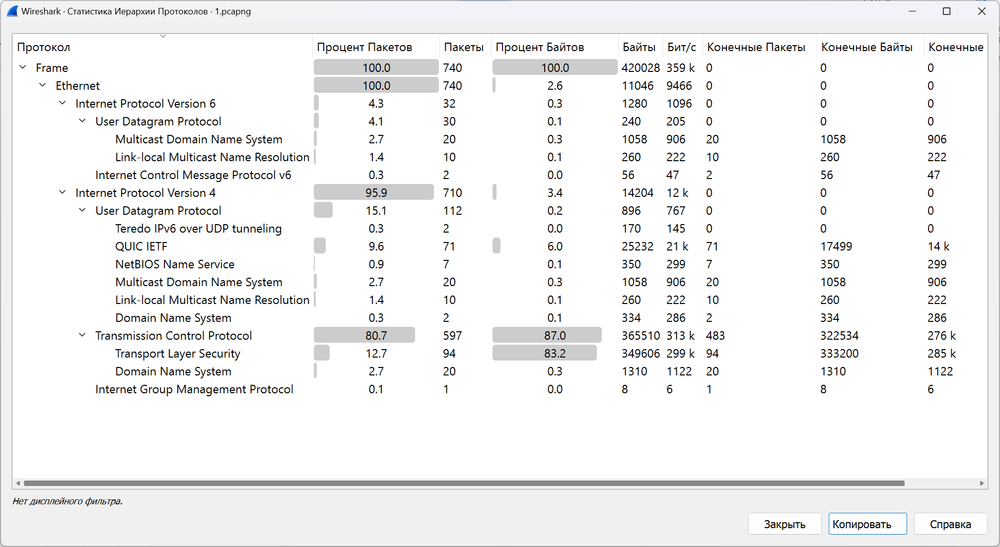 Wireshark · Статистика Иерархии Протоколов · 1.pcapng
Протокол Процент Пакетов Пакеты Процент Байтов Байты Бит/с Конечные Пакеты Конечные Байты Конечные
Frame 100.0 740 100.0 420028 359 k 0 0 0
Ethernet 100.0 740 2.6 11046 9466 0 0 0
Internet Protocol Version 6 4.3 32 0.3 1280 1096 0 0 0
User Datagram Protocol 4.1 30 0.1 240 205 0 0 0
Multicast Domain Name System 2.7 20 0.3 1058 906 20 1058 906
Link-local Multicast Name Resolution 1.4 10 0.1 260 222 10 260 222
Internet Control Message Protocol v6 0.3 2 0.0 56 47 2 56 47
Internet Protocol Version 4 95.9 710 3.4 14204 12 k 0 0 0
User Datagram Protocol 15.1 112 0.2 896 767 0 0 0
Teredo IPv6 over UDP tunneling 0.3 2 0.0 170 145 0 0 0
QUIC IETF 9.6 71 6.0 25232 21 k 71 17499 14 k
NetBIOS Name Service 0.9 7 0.1 350 299 7 350 299
Multicast Domain Name System 2.7 20 0.3 1058 906 20 1058 906
Link-local Multicast Name Resolution 1.4 10 0.1 260 222 10 260 222
Domain Name System 0.3 2 0.1 334 286 2 334 286
Transmission Control Protocol 80.7 597 87.0 365510 313 k 483 322534 276 k
Transport Layer Security 12.7 94 83.2 349606 299 k 94 333200 285 k
Domain Name System 2.7 20 0.3 1310 1122 20 1310 1122
Internet Group Management Protocol 0.1 1 0.0 8 6 1 8 6
Нет дисплейного фильтра.
Закрыть Копировать Справка